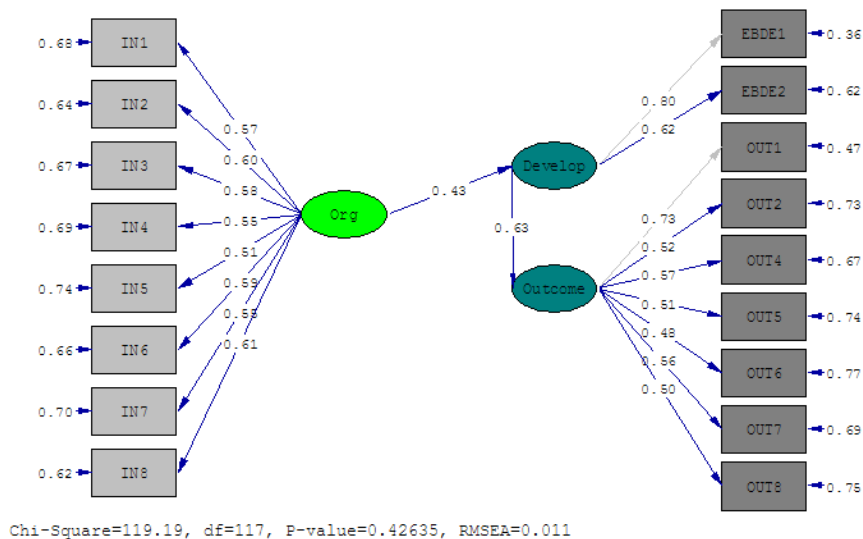 0.68 IN1
0.64 IN2
0.67 IN3
0.69 IN4
0.74 IN5
0.66 IN6
0.70 IN7
0.62 IN8
0.57
0.60
0.58
0.55
0.51
0.59
0.55
0.61
Org
0.43
Develop
0.63
Outcome
0.80
0.62
0.73
0.52
0.57
0.51
0.48
0.56
0.50
EBDE1 0.36
EBDE2 0.62
OUT1 0.47
OUT2 0.73
OUT4 0.67
OUT5 0.74
OUT6 0.77
OUT7 0.69
OUT8 0.75
Chi-Square=119.19, df=117, P-value=0.42635, RMSEA=0.011